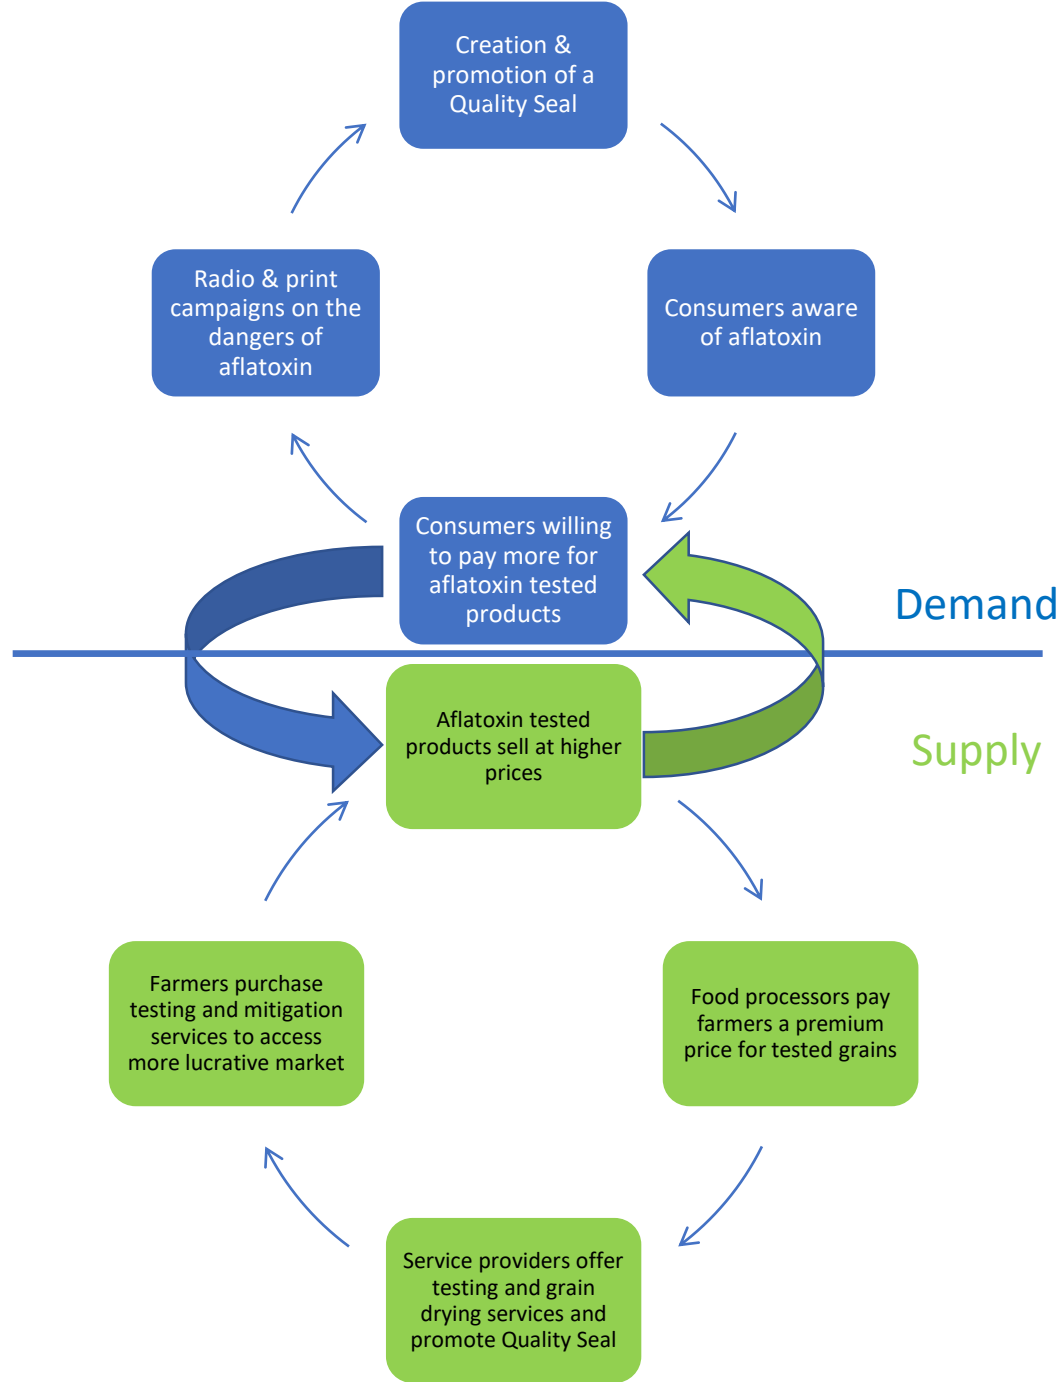 Creation &
promotion of a
Quality Seal
Radio & print
campaigns on the
dangers of
aflatoxin
Consumers aware
of aflatoxin
Consumers willing
to pay more for
aflatoxin tested
products
Demand
Aflatoxin tested
products sell at higher
prices
Supply
Farmers purchase
testing and mitigation
services to access
more lucrative market
Food processors pay
farmers a premium
price for tested grains
Service providers offer
testing and grain
drying services and
promote Quality Seal